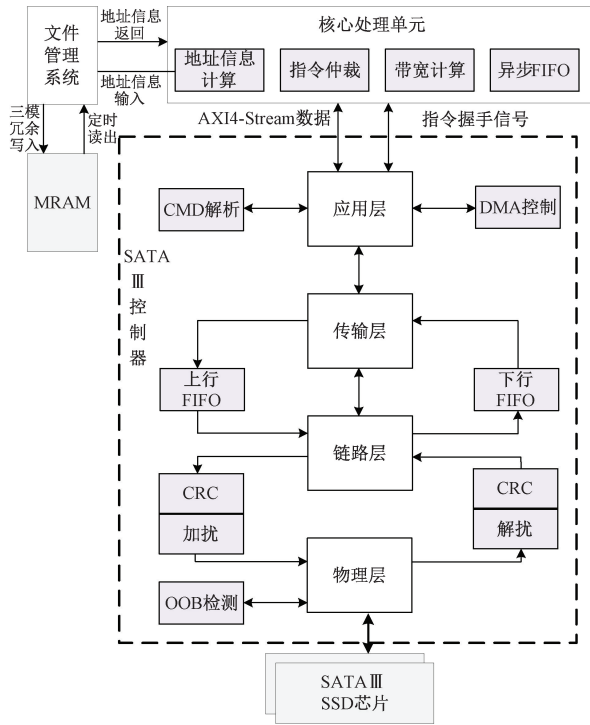 文件
管理
系统
地址信息
返回
地址信息
输入
核心处理单元
地址信息
计算
指令仲裁
带宽计算
异步FIFO
三模
冗余
写入
定时
读出
MRAM
AXI4-Stream数据
指令握手信号
SATA
Ⅲ
控
制
器
CMD解析
应用层
DMA控制
传输层
上行
FIFO
下行
FIFO
链路层
CRC
加扰
CRC
解扰
物理层
OOB检测
SATAⅢ
SSD芯片